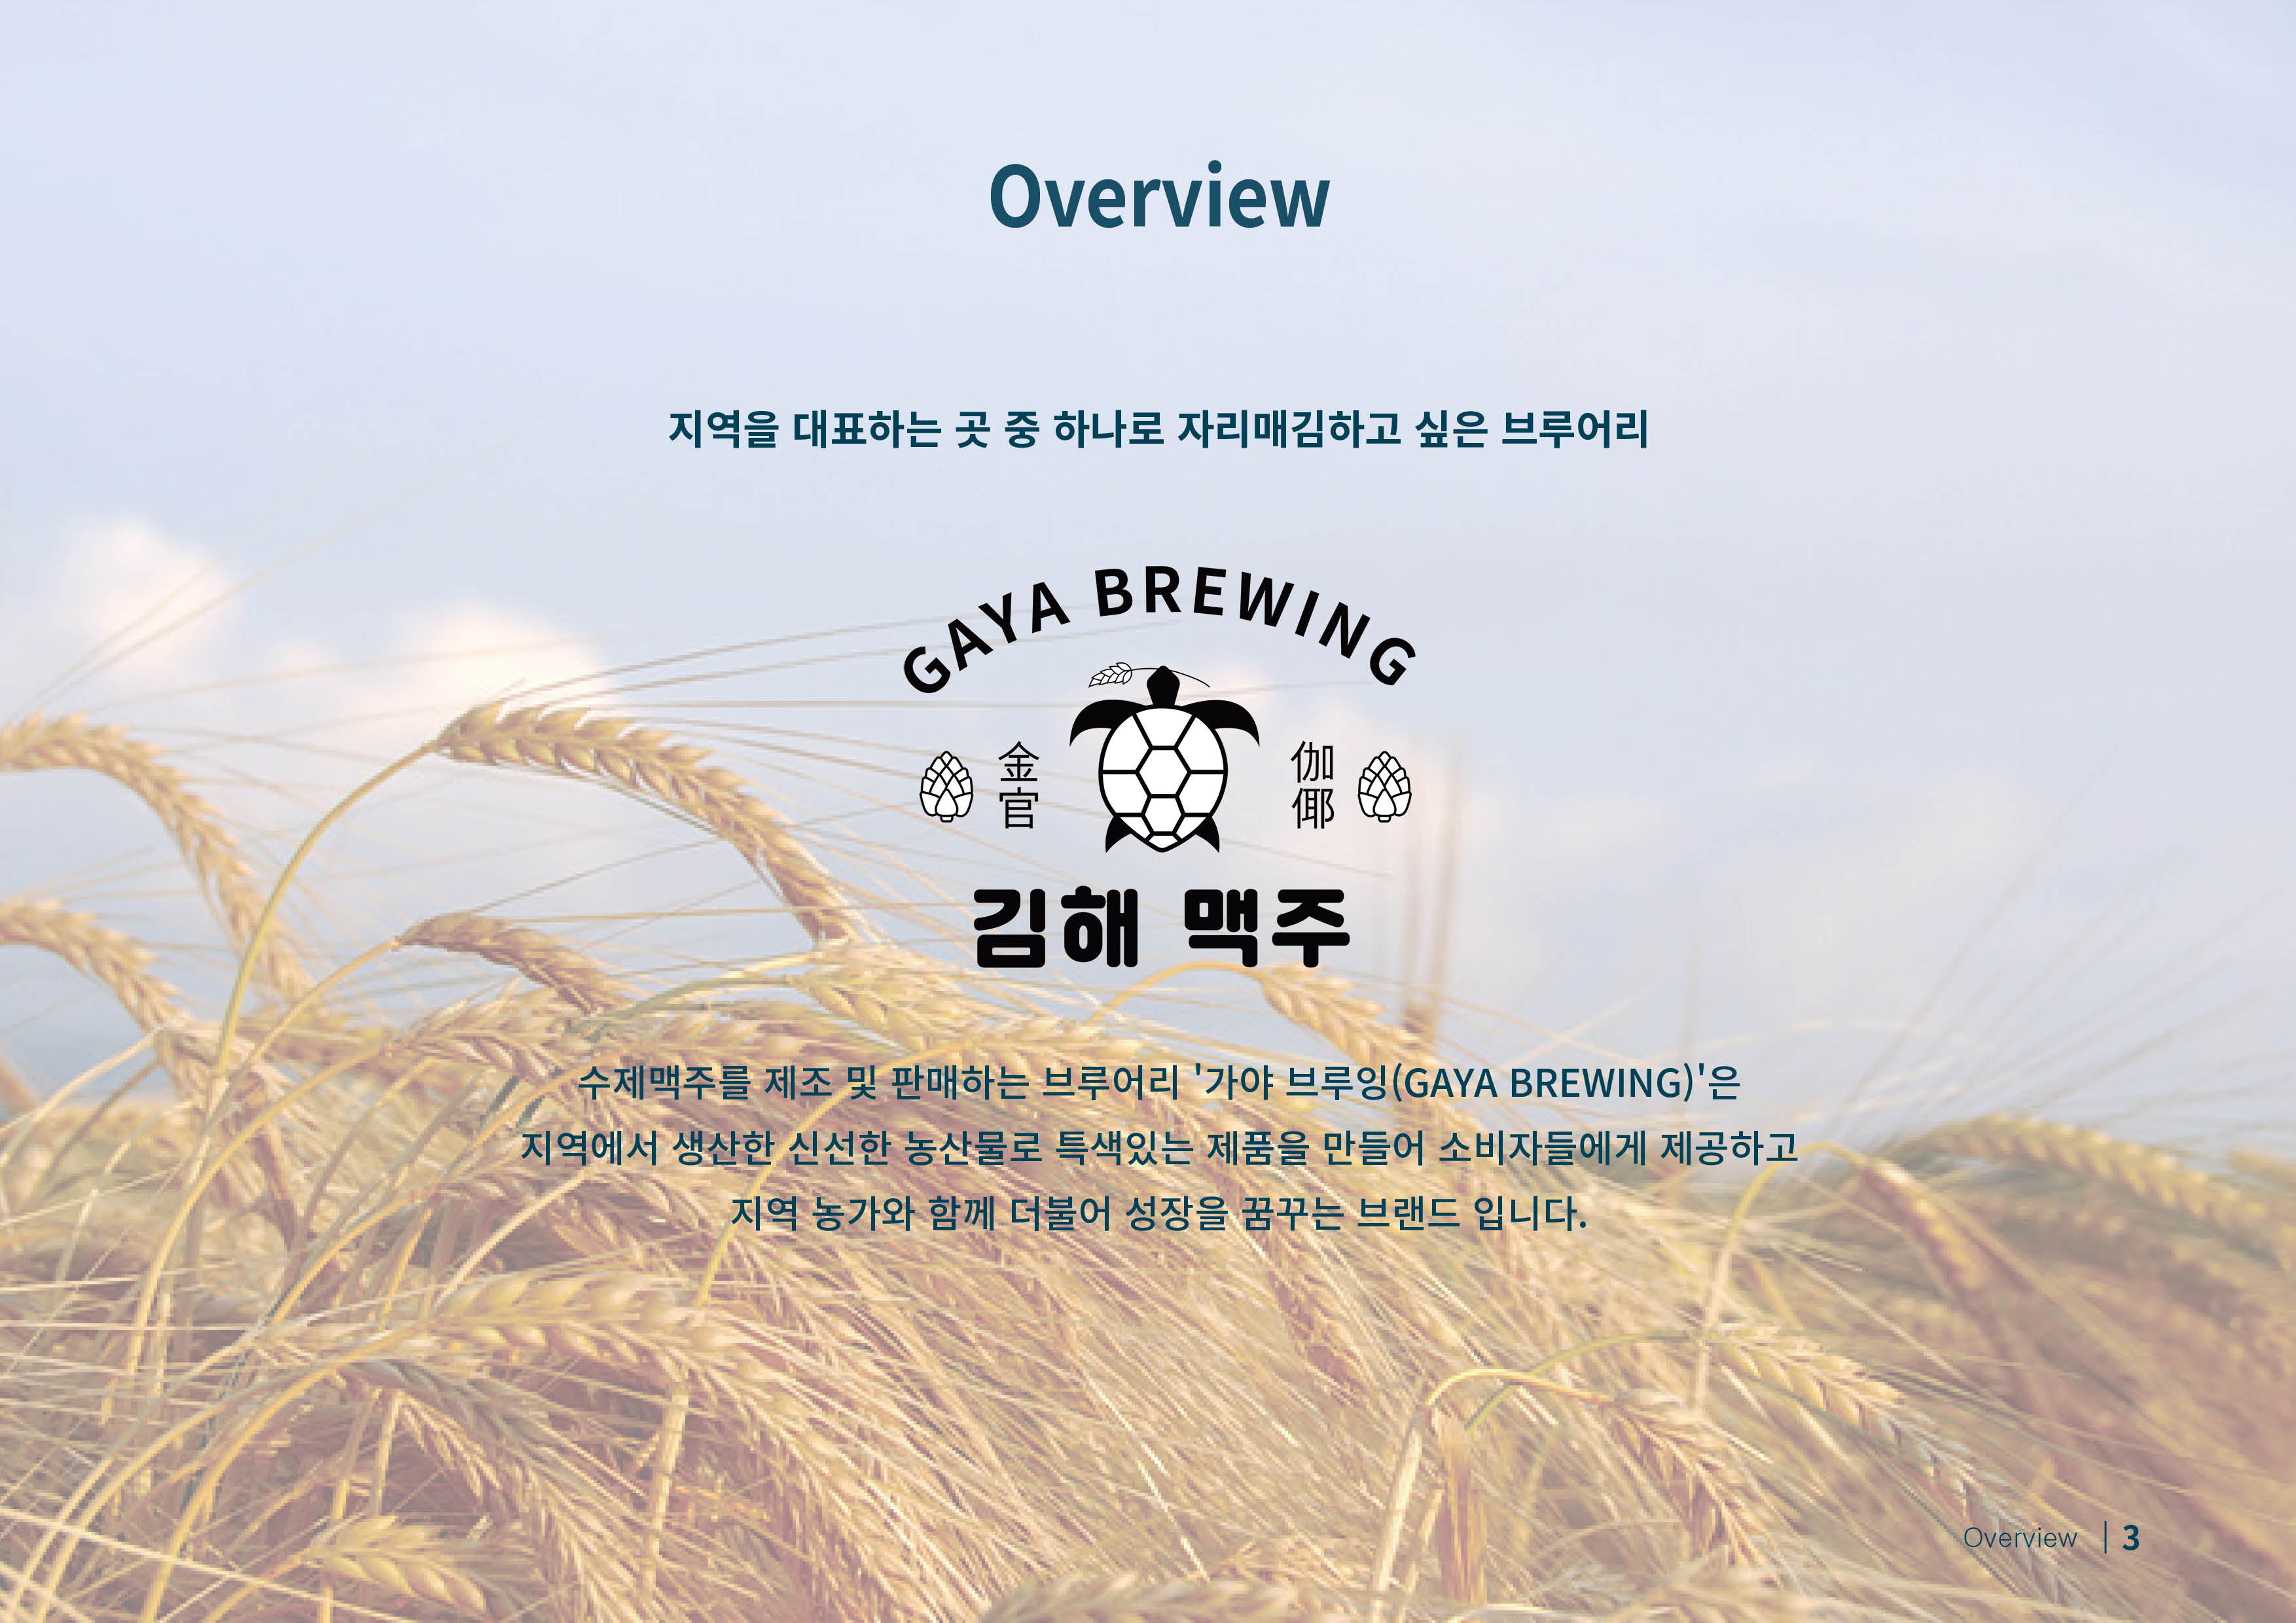 Overview
지역을 대표하는 곳 중 하나로 자리매김하고 싶은 브루어리
GAYA BREWING
金官
伽倻
김해 맥주
수제맥주를 제조 및 판매하는 브루어리 '가야 브루잉(GAYA BREWING)'은
지역에서 생산한 신선한 농산물로 특색있는 제품을 만들어 소비자들에게 제공하고
지역 농가와 함께 더불어 성장을 꿈꾸는 브랜드 입니다.
Overview | 3